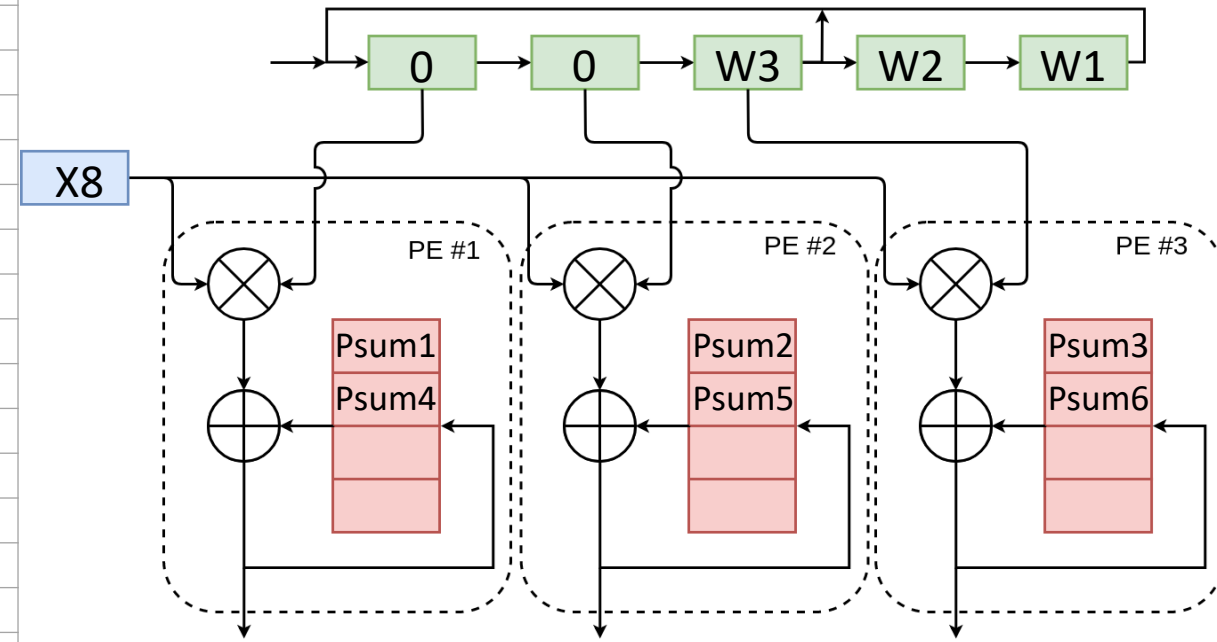 0 0 W3 W2 W1
X8
PE #1 PE #2 PE #3
Psum1 Psum2 Psum3
Psum4 Psum5 Psum6